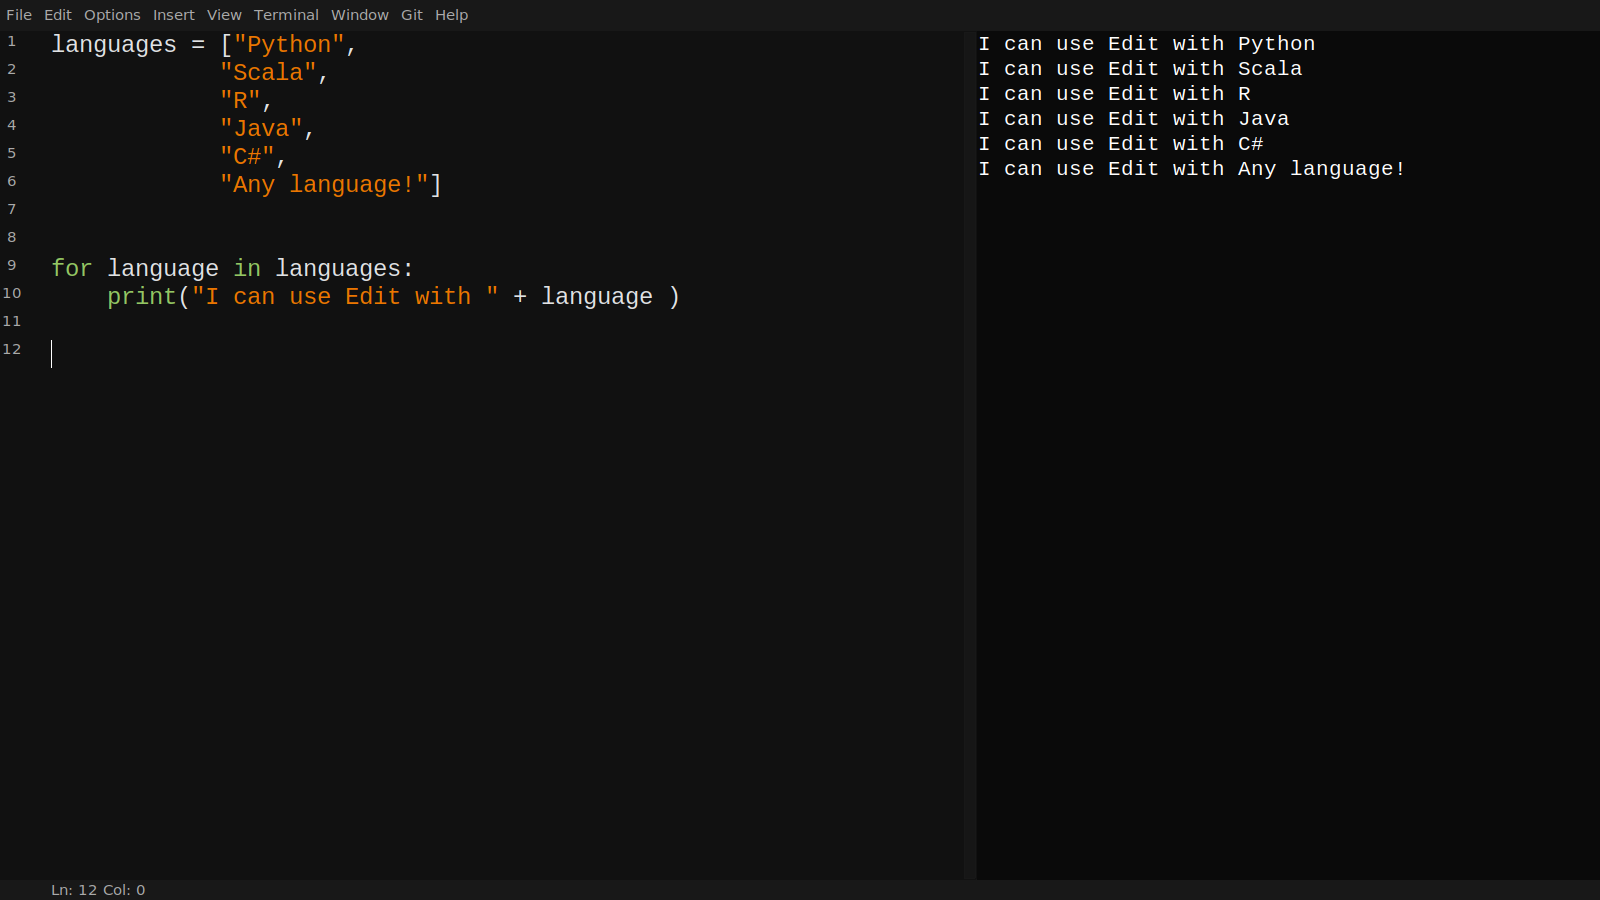 File Edit Options Insert View Terminal Window Git Help
1 languages = ["Python",
2 "Scala",
3 "R",
4 "Java",
5 "C#",
6 "Any language!"]
7
8
9 for language in languages:
10 print("I can use Edit with " + language )
11
12
I can use Edit with Python
I can use Edit with Scala
I can use Edit with R
I can use Edit with Java
I can use Edit with C#
I can use Edit with Any language!
Ln: 12 Col: 0